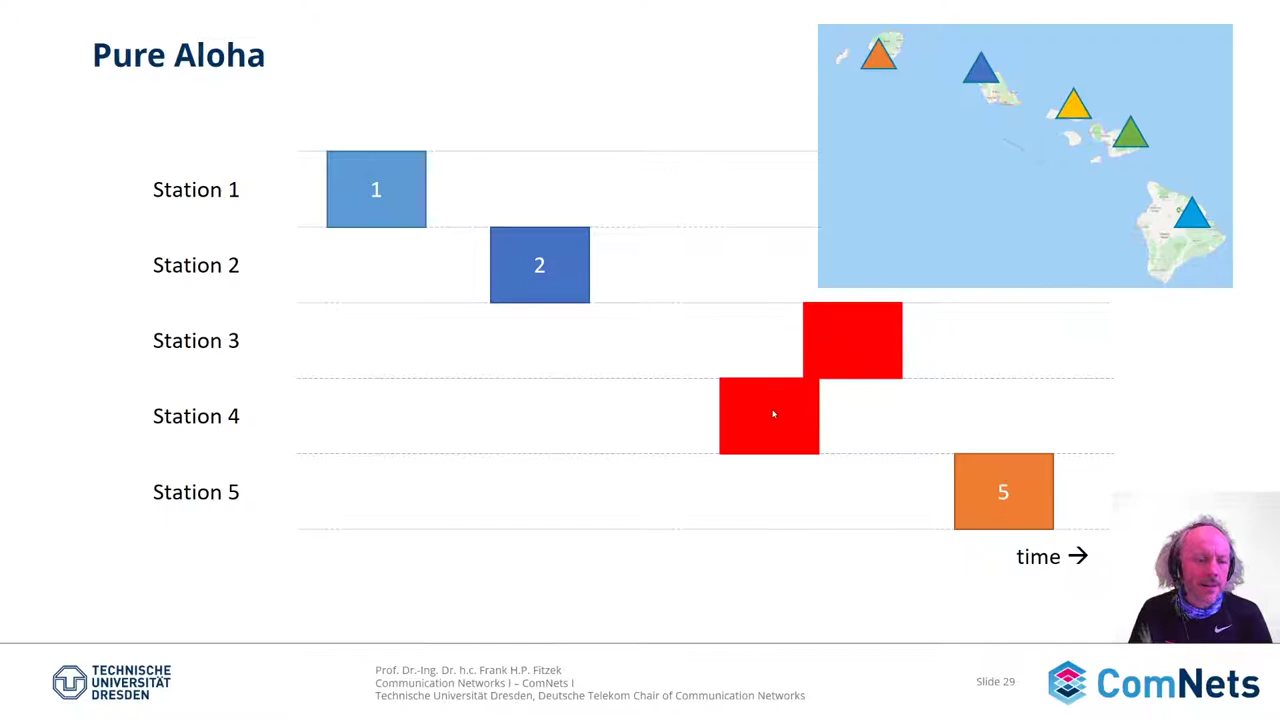 Pure Aloha
Station 1
1
Station 2
2
Station 3
Station 4
Station 5
5
time →
TECHNISCHE
UNIVERSITÄT
DRESDEN
Prof. Dr.-Ing. Dr. h.c. Frank H.P. Fitzek
Communication Networks I – ComNets I
Technische Universität Dresden, Deutsche Telekom Chair of Communication Networks
Slide 29
ComNets